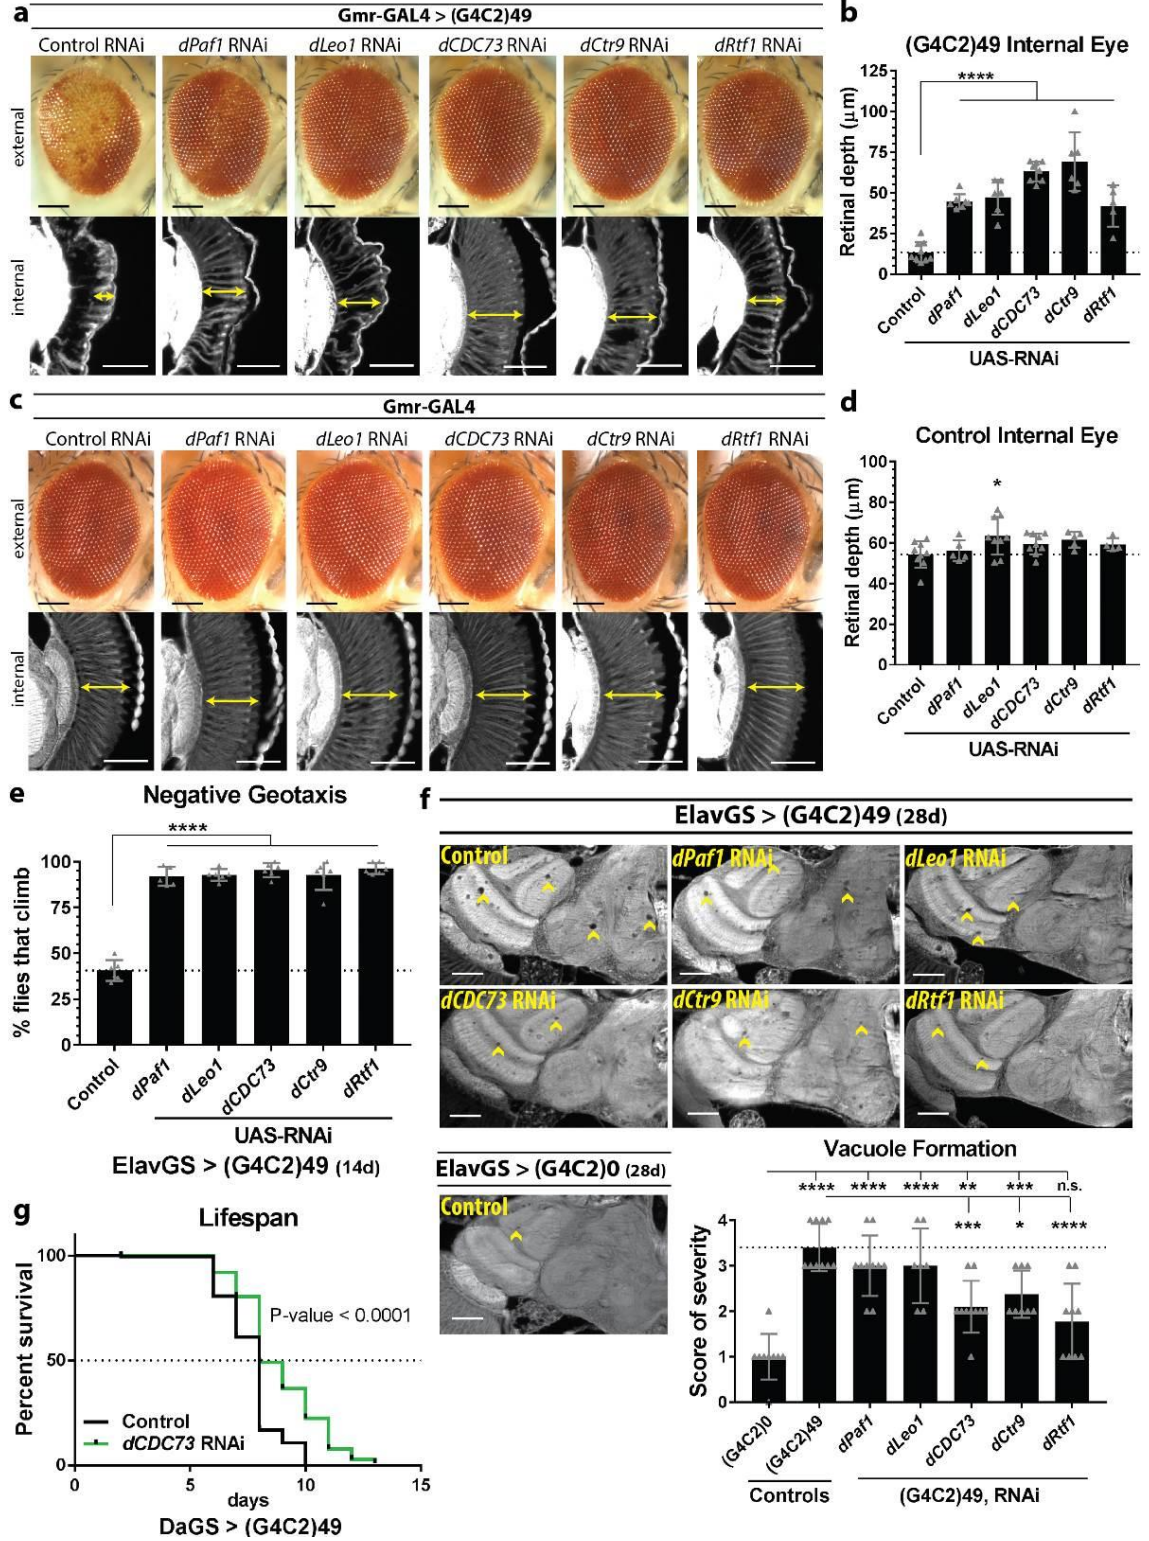 a
Gmr-GAL4 > (G4C2)49
Control RNAi
dPaf1 RNAi
dLeo1 RNAi
dCDC73 RNAi
dCtr9 RNAi
dRtf1 RNAi
external
internal
b
(G4C2)49 Internal Eye
****
Retinal depth (µm)
125
100
75
50
25
0
Control
dPaf1
dLeo1
dCDC73
dCtr9
dRtf1
UAS-RNAi
c
Gmr-GAL4
Control RNAi
dPaf1 RNAi
dLeo1 RNAi
dCDC73 RNAi
dCtr9 RNAi
dRtf1 RNAi
external
internal
d
Control Internal Eye
*
Retinal depth (µm)
100
80
60
40
20
0
Control
dPaf1
dLeo1
dCDC73
dCtr9
dRtf1
UAS-RNAi
e
Negative Geotaxis
****
% flies that climb
100
75
50
25
0
Control
dPaf1
dLeo1
dCDC73
dCtr9
dRtf1
UAS-RNAi
ElavGS > (G4C2)49 (14d)
f
ElavGS > (G4C2)49 (28d)
Control
dPaf1 RNAi
dLeo1 RNAi
dCDC73 RNAi
dCtr9 RNAi
dRtf1 RNAi
ElavGS > (G4C2)0 (28d)
Control
Vacuole Formation
**** **** **** ** *** n.s.
*** * ****
Score of severity
4
3
2
1
0
(G4C2)0
(G4C2)49
dPaf1
dLeo1
dCDC73
dCtr9
dRtf1
Controls
(G4C2)49, RNAi
g
Lifespan
Percent survival
100
50
0
P-value < 0.0001
Control
dCDC73 RNAi
0 5 10 15
days
DaGS > (G4C2)49